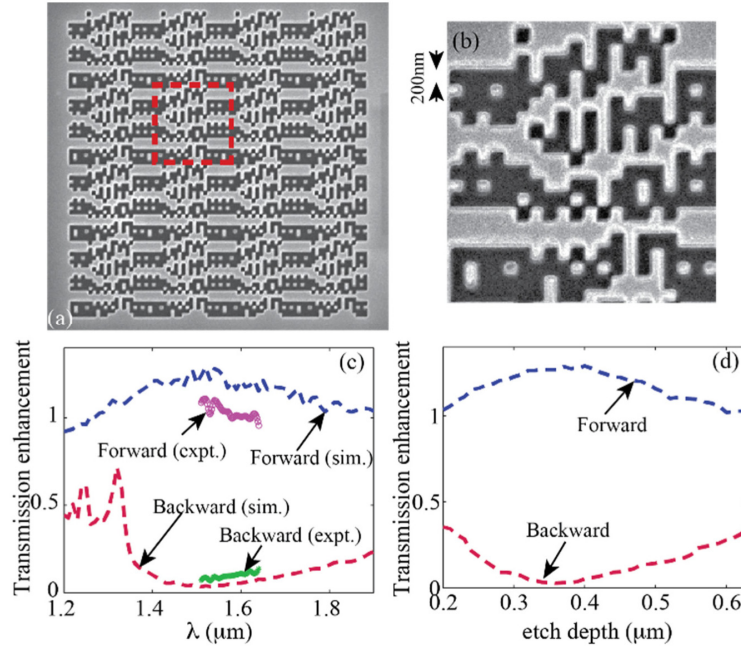 (a)
(b)
200nm
(c)
Transmission enhancement
1
0.5
0
1.2 1.4 1.6 1.8
λ (μm)
Forward (cxpt.)
Forward (sim.)
Backward (sim.)
Backward (expt.)
(d)
Transmission enhancement
1
0.5
0
0.2 0.3 0.4 0.5 0.6
etch depth (μm)
Forward
Backward